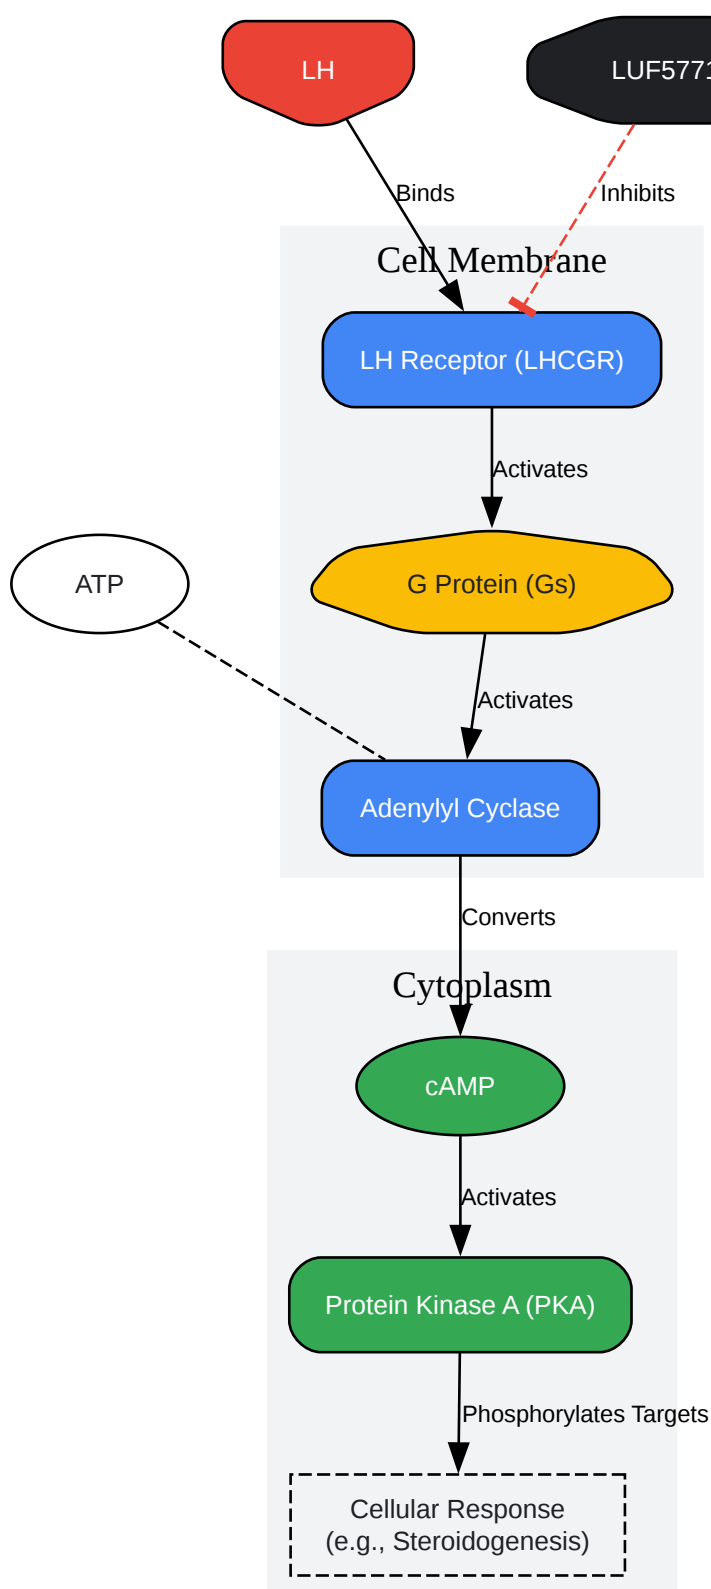 LH
LUF5771
Binds
Inhibits
Cell Membrane
LH Receptor (LHCGR)
Activates
ATP
G Protein (Gs)
Activates
Adenylyl Cyclase
Converts
Cytoplasm
cAMP
Activates
Protein Kinase A (PKA)
Phosphorylates Targets
Cellular Response
(e.g., Steroidogenesis)